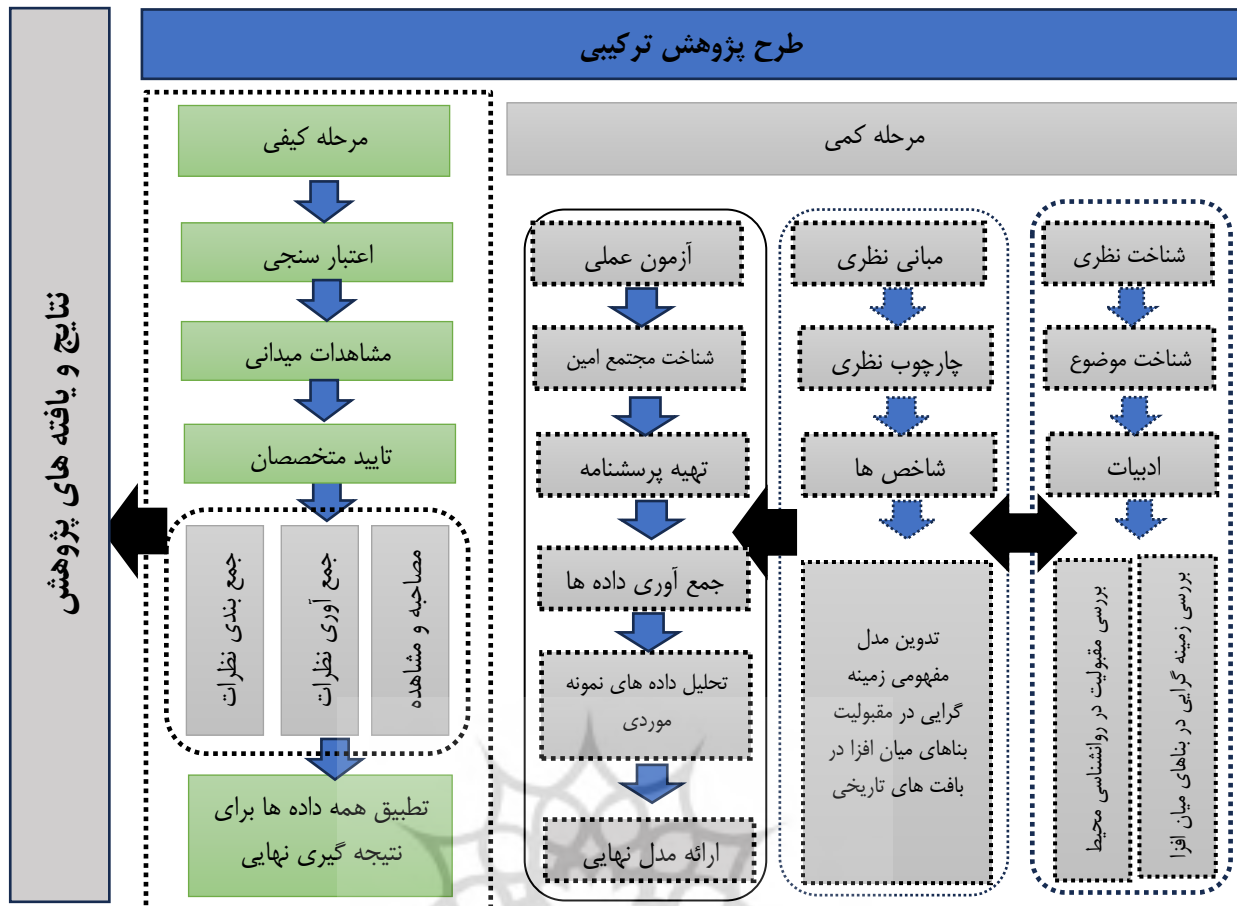 طرح پژوهش ترکیبی
مرحله کمی
شناخت نظری
شناخت موضوع
ادبیات
بررسی زمینه گرایی در بناهای میان افزا
بررسی مقبولیت در روانشناسی محیط
مبانی نظری
چارچوب نظری
شاخص ها
تدوین مدل
مفهومی زمینه
گرایی در مقبولیت
بناهای میان افزا در
بافت های تاریخی
آزمون عملی
شناخت مجتمع امین
تهیه پرسشنامه
جمع آوری داده ها
تحلیل داده های نمونه
موردی
ارائه مدل نهایی
مرحله کیفی
اعتبار سنجی
مشاهدات میدانی
تایید متخصصان
مصاحبه و مشاهده
جمع آوری نظرات
جمع بندی نظرات
تطبیق همه داده ها برای
نتیجه گیری نهایی
نتایج و یافته های پژوهش